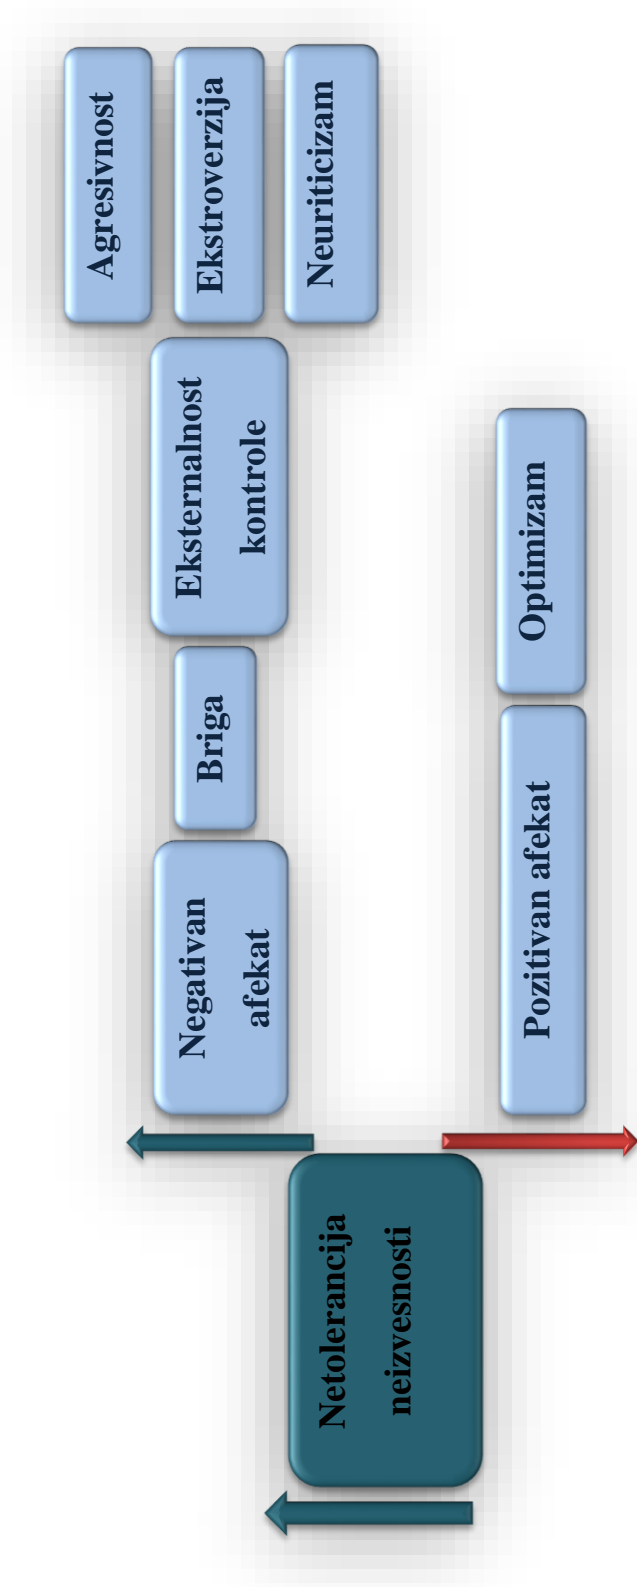 Netolerancija
neizvesnosti
Negativan
afekat
Briga
Eksternalnost
kontrole
Agresivnost
Ekstroverzija
Neuriticizam
Pozitivan afekat
Optimizam